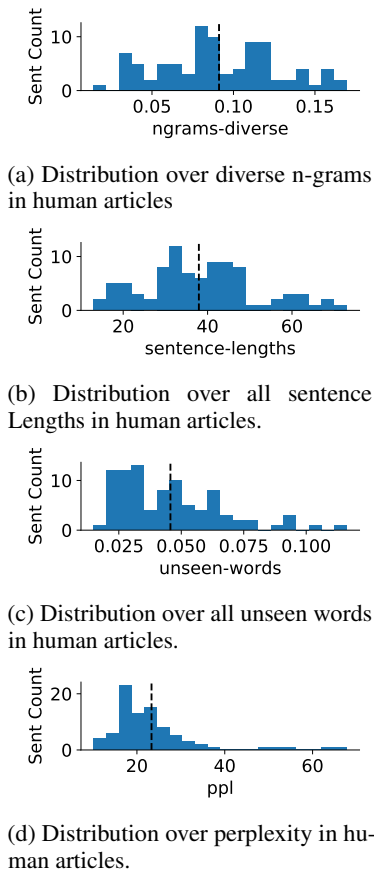 Sent Count
10
0
0.05 0.10 0.15
ngrams-diverse
(a) Distribution over diverse n-grams
in human articles
Sent Count
10
0
20 40 60
sentence-lengths
(b) Distribution over all sentence
Lengths in human articles.
Sent Count
10
0
0.025 0.050 0.075 0.100
unseen-words
(c) Distribution over all unseen words
in human articles.
Sent Count
20
0
20 40 60
ppl
(d) Distribution over perplexity in hu-
man articles.